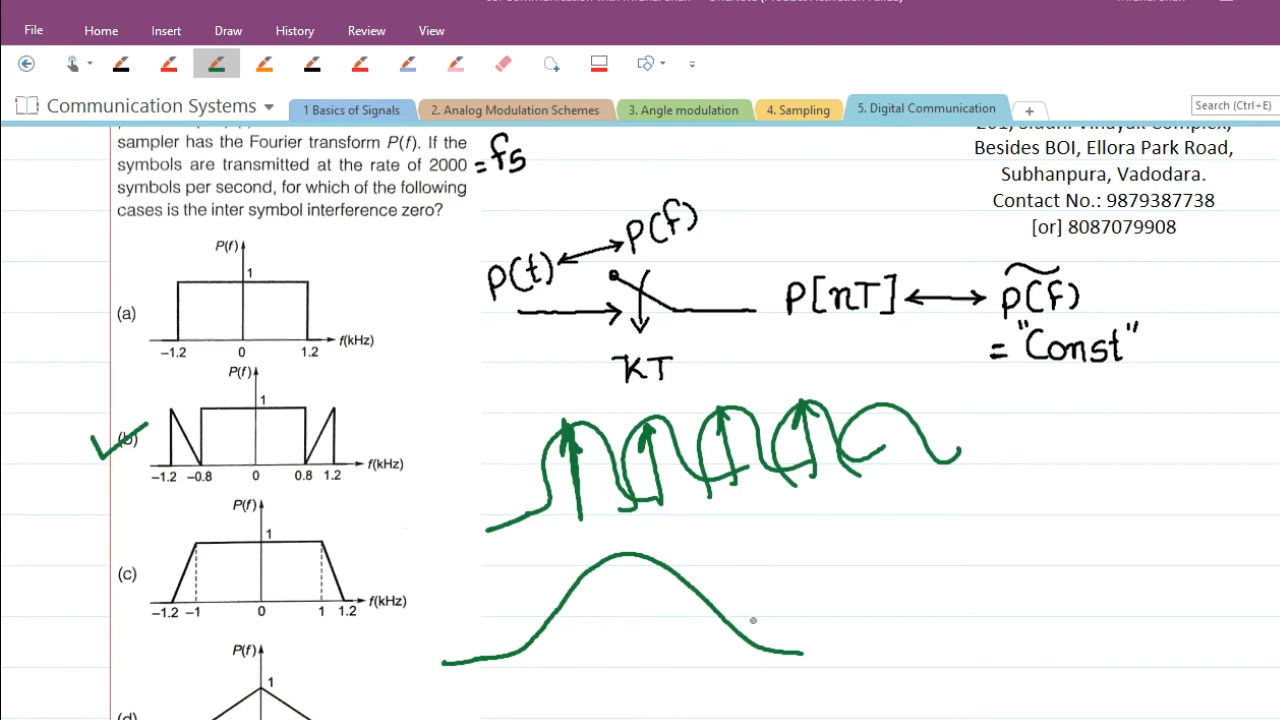 File Home Insert Draw History Review View
Communication Systems
1 Basics of Signals
2. Analog Modulation Schemes
3. Angle modulation
4. Sampling
5. Digital Communication
+
Search (Ctrl+E)
sampler has the Fourier transform P(f). If the
symbols are transmitted at the rate of 2000
symbols per second, for which of the following
cases is the inter symbol interference zero?
= fs
Besides BOI, Ellora Park Road,
Subhanpura, Vadodara.
Contact No.: 9879387738
[or] 8087079908
P(t) P(f)
KT
P[nT] p(f)
= "Const"
(a)
P(f)
1
−1.2 0 1.2 f(kHz)
(b)
P(f)
1
−1.2 −0.8 0 0.8 1.2 f(kHz)
(c)
P(f)
1
−1.2 −1 0 1 1.2 f(kHz)
(d)
P(f)
1